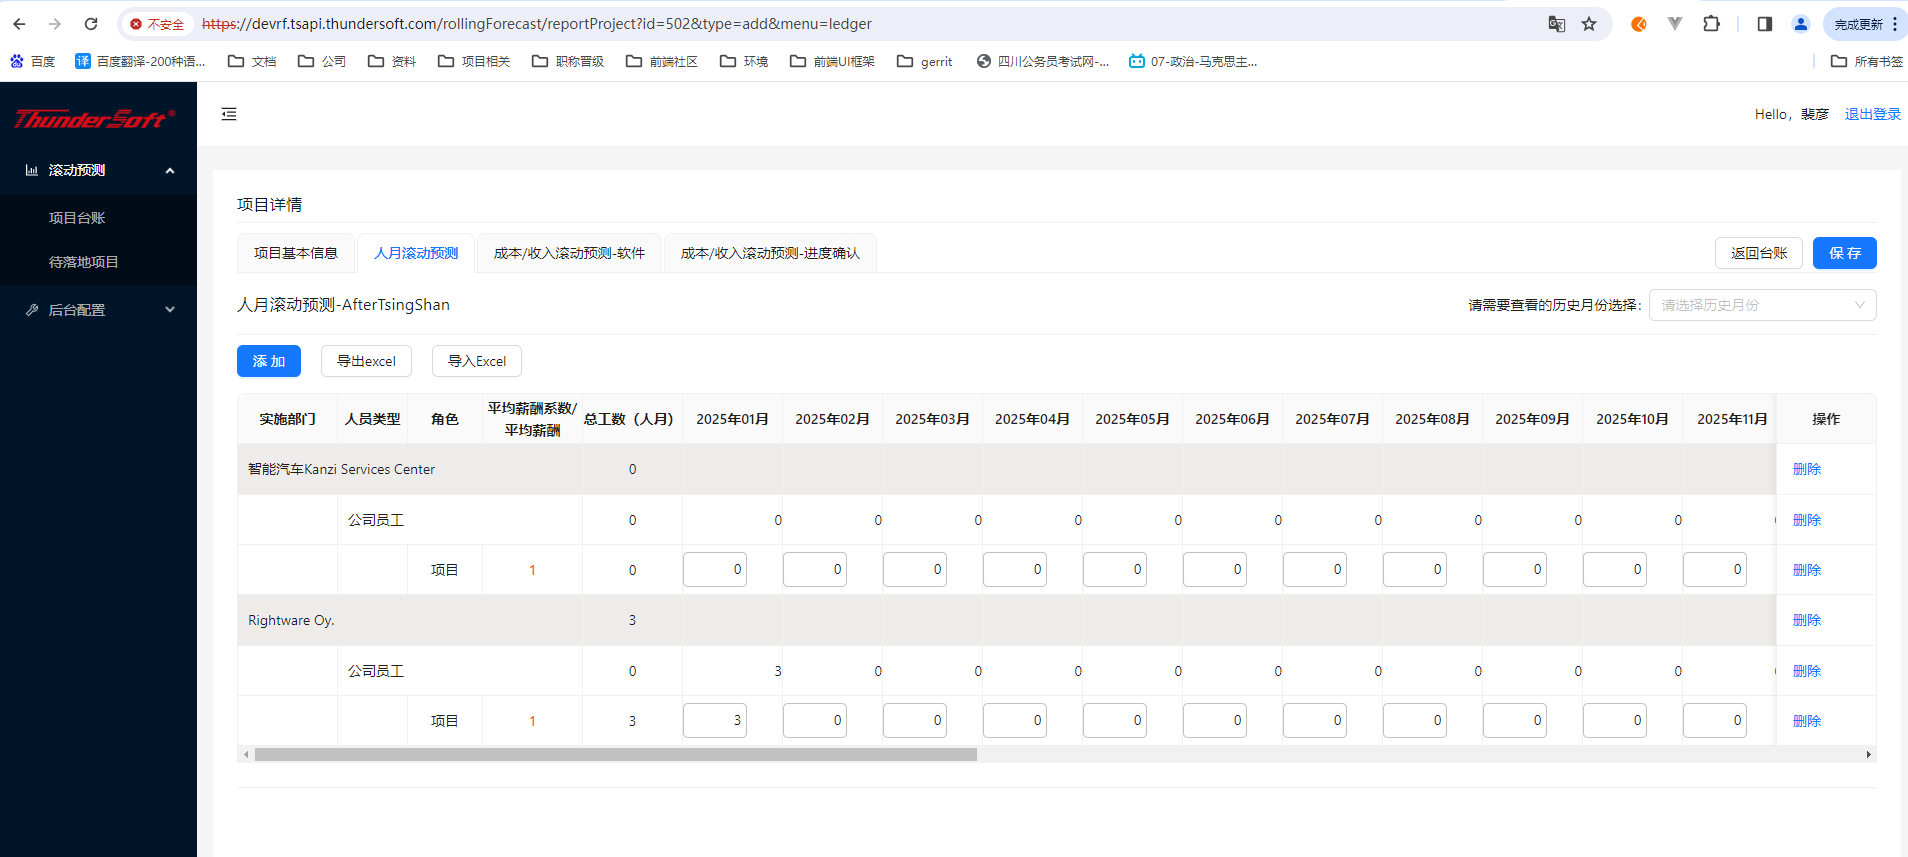 不安全 https://devrf.tsapi.thundersoft.com/rollingForecast/reportProject?id=502&type=add&menu=ledger 完成更新
百度 译 百度翻译-200种语... 文档 公司 资料 项目相关 职称晋级 前端社区 环境 前端UI框架 gerrit 四川公务员考试网-... 07-政治-马克思主... 所有书签
ThunderSoft®
Hello，裴彦 退出登录
滚动预测
项目台账
待落地项目
后台配置
项目详情
项目基本信息 人月滚动预测 成本/收入滚动预测-软件 成本/收入滚动预测-进度确认 返回台账 保 存
人月滚动预测-AfterTsingShan 请需要查看的历史月份选择： 请选择历史月份
添 加 导出excel 导入Excel
实施部门 人员类型 角色 平均薪酬系数/平均薪酬 总工数（人月） 2025年01月 2025年02月 2025年03月 2025年04月 2025年05月 2025年06月 2025年07月 2025年08月 2025年09月 2025年10月 2025年11月 操作
智能汽车Kanzi Services Center 0 删除
公司员工 0 0 0 0 0 0 0 0 0 0 0 删除
项目 1 0 0 0 0 0 0 0 0 0 0 0 0 删除
Rightware Oy. 3 删除
公司员工 0 3 0 0 0 0 0 0 0 0 0 删除
项目 1 3 3 0 0 0 0 0 0 0 0 0 0 删除